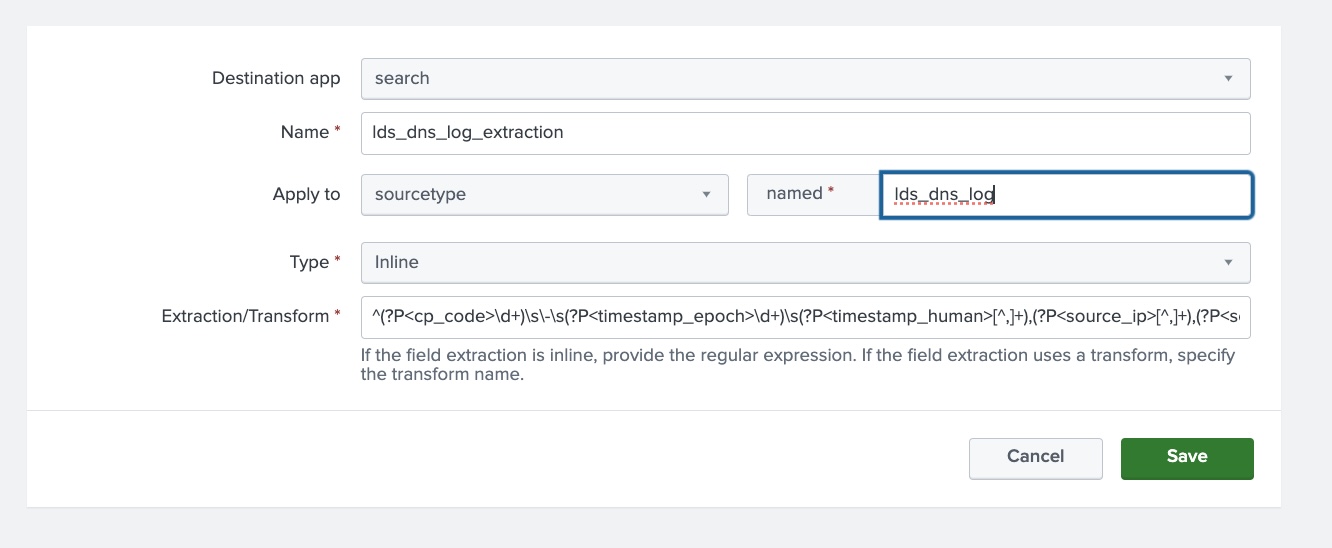 Destination app search
Name * lds_dns_log_extraction
Apply to sourcetype named * lds_dns_log
Type * Inline
Extraction/Transform * ^(?P<cp_code>\d+)\s\-\s(?P<timestamp_epoch>\d+)\s(?P<timestamp_human>[^,]+),(?P<source_ip>[^,]+),(?P<s
If the field extraction is inline, provide the regular expression. If the field extraction uses a transform, specify
the transform name.
Cancel Save